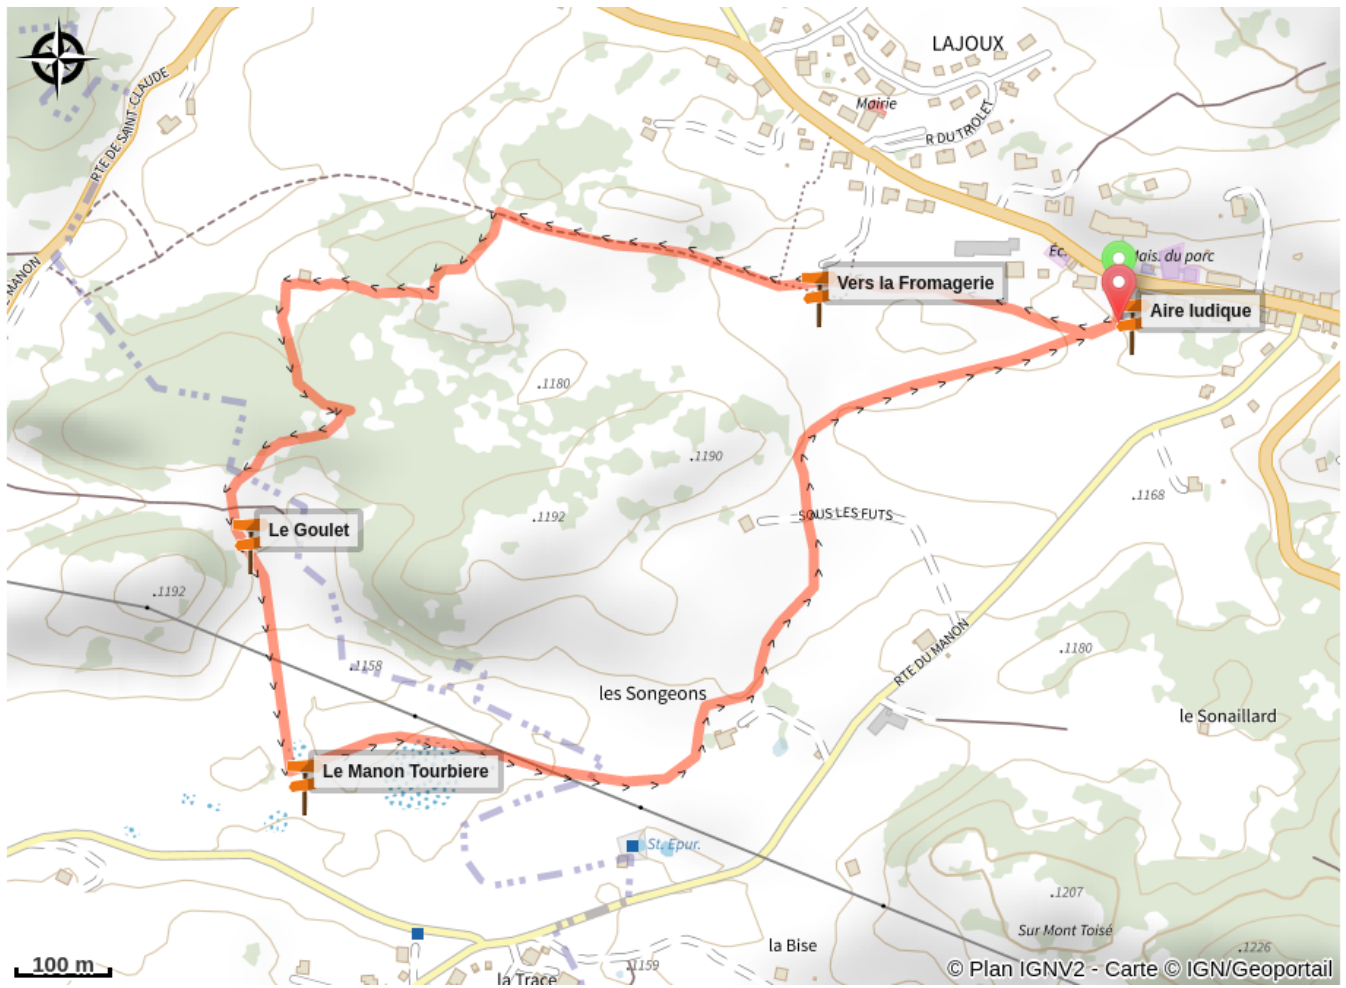 LAJOUX
RTE DE SAINT-CLAUDE
Mairie
R DU TRIOLET
Éc.
Mais. du parc
MANON
Vers la Fromagerie
Aire ludique
.1180
.1190
.1168
.1192
SOUS LES FUTS
Le Goulet
.1192
RTE DU MANON
.1180
.1158
les Songeons
le Sonaillard
Le Manon Tourbiere
St. Epur.
.1207
Sur Mont Toisé
la Bise
.1226
1159
100 m
la Trace
© Plan IGNV2 - Carte © IGN/Geoportail